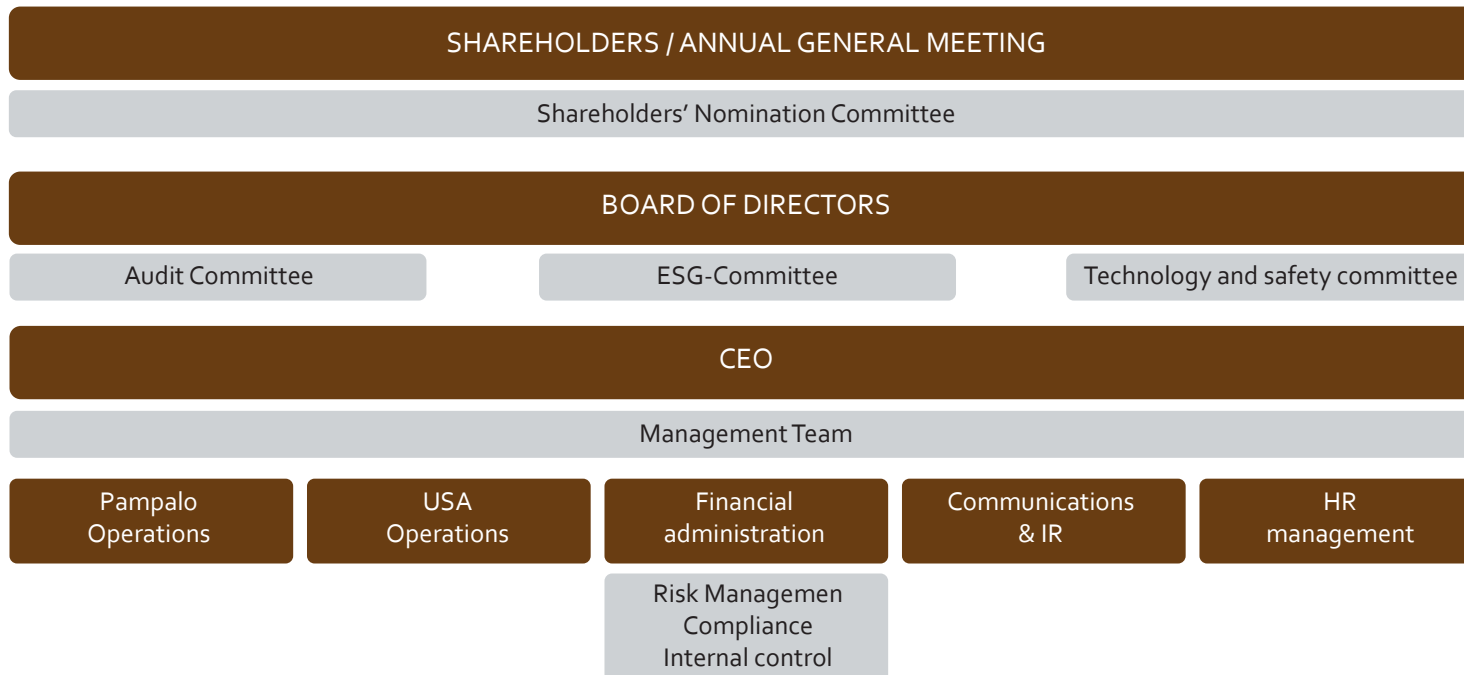 SHAREHOLDERS / ANNUAL GENERAL MEETING
Shareholders’ Nomination Committee
BOARD OF DIRECTORS
Audit Committee
ESG-Committee
Technology and safety committee
CEO
Management Team
Pampalo
Operations
USA
Operations
Financial
administration
Communications
& IR
HR
management
Risk Managemen
Compliance
Internal control